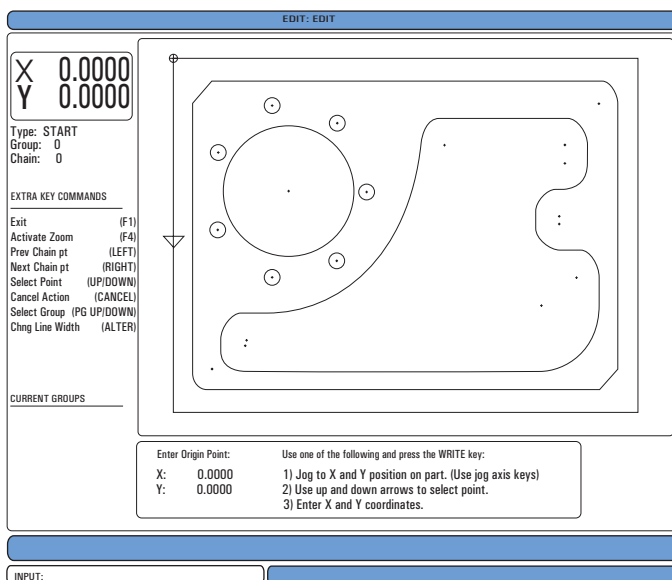 EDIT: EDIT
X 0.0000
Y 0.0000
Type: START
Group: 0
Chain: 0
EXTRA KEY COMMANDS
Exit (F1)
Activate Zoom (F4)
Prev Chain pt (LEFT)
Next Chain pt (RIGHT)
Select Point (UP/DOWN)
Cancel Action (CANCEL)
Select Group (PG UP/DOWN)
Chng Line Width (ALTER)
CURRENT GROUPS
Enter Origin Point:
X: 0.0000
Y: 0.0000
Use one of the following and press the WRITE key:
1) Jog to X and Y position on part. (Use jog axis keys)
2) Use up and down arrows to select point.
3) Enter X and Y coordinates.
INPUT: